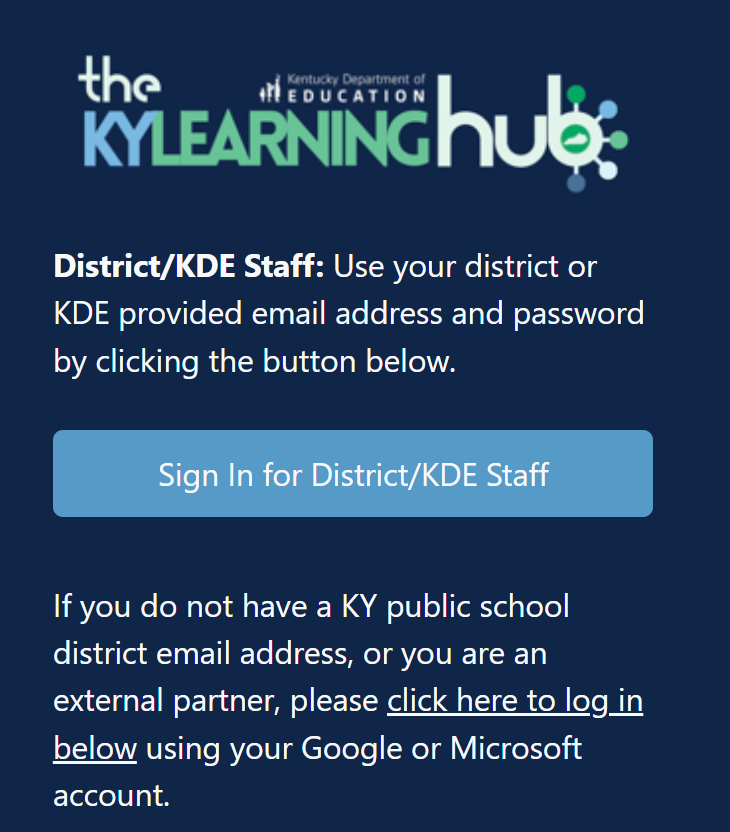 the
Kentucky Department of
EDUCATION
KYLEARNING hub
District/KDE Staff: Use your district or
KDE provided email address and password
by clicking the button below.
Sign In for District/KDE Staff
If you do not have a KY public school
district email address, or you are an
external partner, please click here to log in
below using your Google or Microsoft
account.